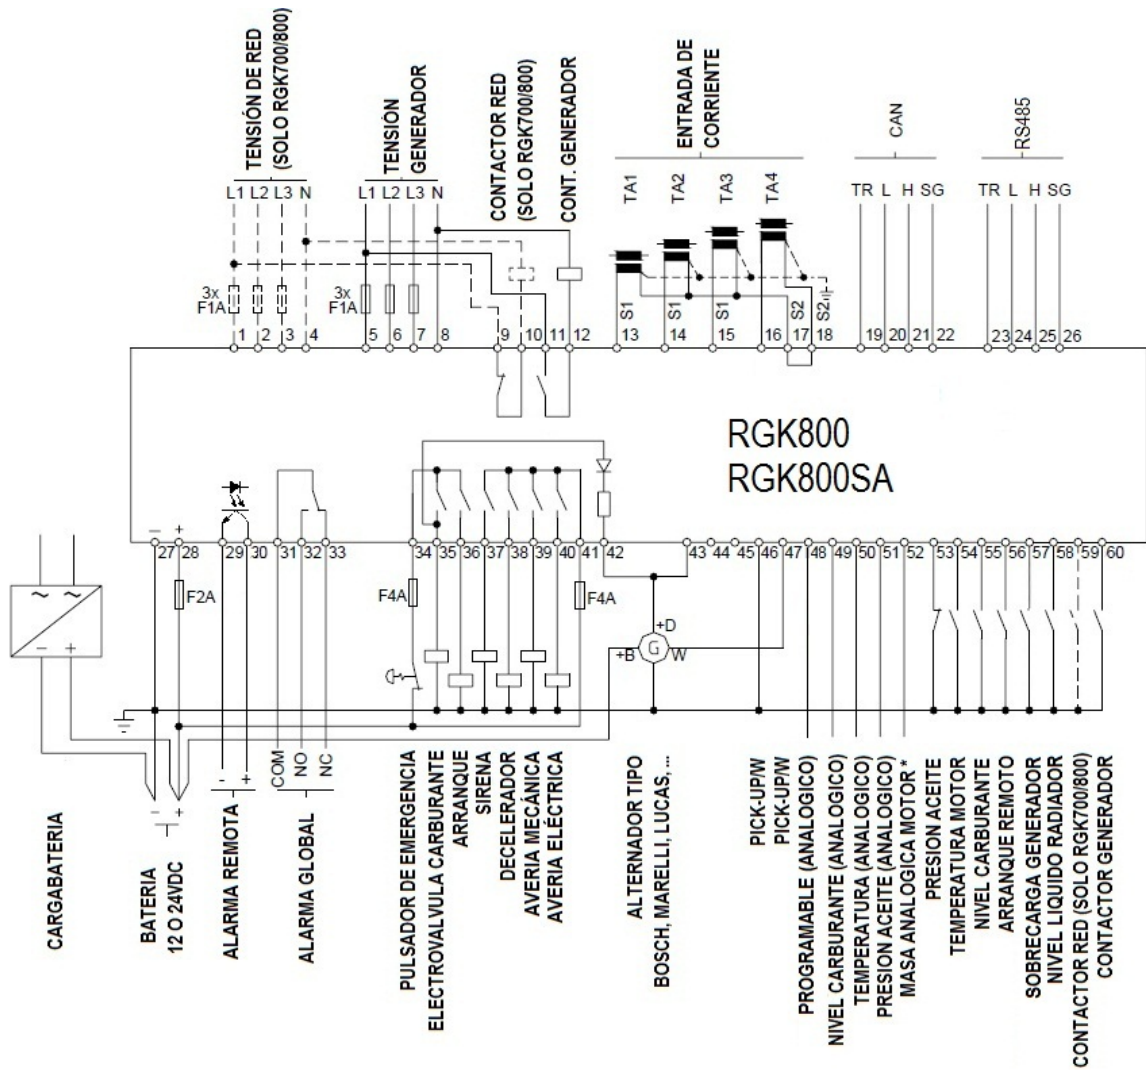 TENSIÓN DE RED
(SOLO RGK700/800)
TENSIÓN
GENERADOR
CONTACTOR RED
(SOLO RGK700/800)
CONT. GENERADOR
ENTRADA DE
CORRIENTE
CAN
RS485
L1 L2 L3 N
L1 L2 L3 N
TA1
TA2
TA3
TA4
TR L H SG
TR L H SG
3x
F1A
3x
F1A
S1
S1
S1
S2
S2
1 2 3 4 5 6 7 8 9 10 11 12 13 14 15 16 17 18 19 20 21 22 23 24 25 26
RGK800
RGK800SA
– +
27 28 29 30 31 32 33 34 35 36 37 38 39 40 41 42 43 44 45 46 47 48 49 50 51 52 53 54 55 56 57 58 59 60
F2A
F4A
F4A
~ ~
– +
+D
+B G W
- +
COM
NO
NC
- +
CARGABATERIA
BATERIA
12 O 24VDC
ALARMA REMOTA
ALARMA GLOBAL
PULSADOR DE EMERGENCIA
ELECTROVALVULA CARBURANTE
ARRANQUE
SIRENA
DECELERADOR
AVERIA MECÁNICA
AVERIA ELÉCTRICA
ALTERNADOR TIPO
BOSCH, MARELLI, LUCAS, ...
PICK-UP/W
PICK-UP/W
PROGRAMABLE (ANALOGICO)
NIVEL CARBURANTE (ANALOGICO)
TEMPERATURA (ANALOGICO)
PRESION ACEITE (ANALOGICO)
MASA ANALOGICA MOTOR*
PRESION ACEITE
TEMPERATURA MOTOR
NIVEL CARBURANTE
ARRANQUE REMOTO
SOBRECARGA GENERADOR
NIVEL LIQUIDO RADIADOR
CONTACTOR RED (SOLO RGK700/800)
CONTACTOR GENERADOR